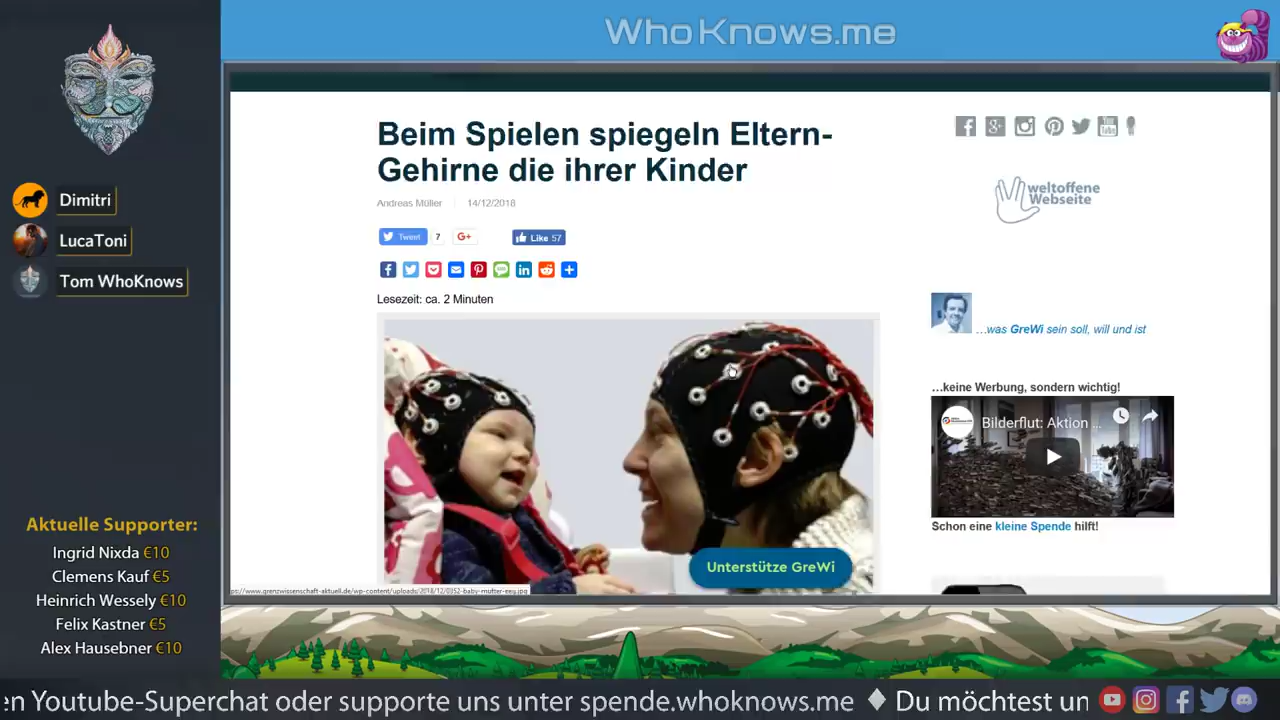 WhoKnows.me
Dimitri
LucaToni
Tom WhoKnows
Aktuelle Supporter:
Ingrid Nixda €10
Clemens Kauf €5
Heinrich Wessely €10
Felix Kastner €5
Alex Hausebner €10
Beim Spielen spiegeln Eltern-
Gehirne die ihrer Kinder
Andreas Müller 14/12/2018
Tweet 7 G+ Like 57
Lesezeit: ca. 2 Minuten
Unterstütze GreWi
weltoffene
Webseite
...was GreWi sein soll, will und ist
...keine Werbung, sondern wichtig!
Bilderflut: Aktion ...
Schon eine kleine Spende hilft!
en Youtube-Superchat oder supporte uns unter spende.whoknows.me ♦ Du möchtest un